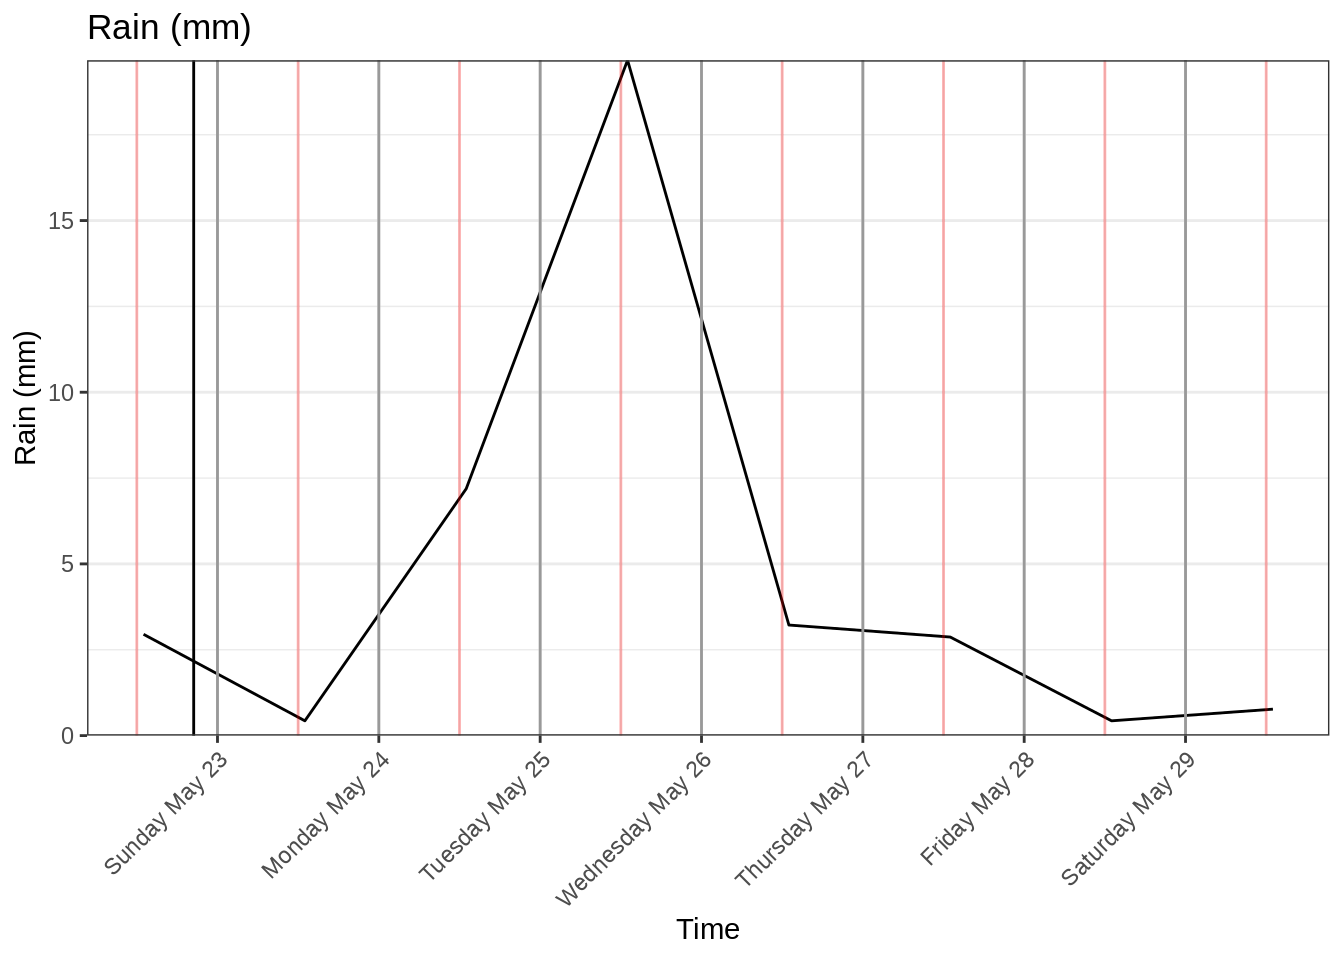 Rain (mm)
Rain (mm)
15
10
5
0
Sunday May 23
Monday May 24
Tuesday May 25
Wednesday May 26
Thursday May 27
Friday May 28
Saturday May 29
Time